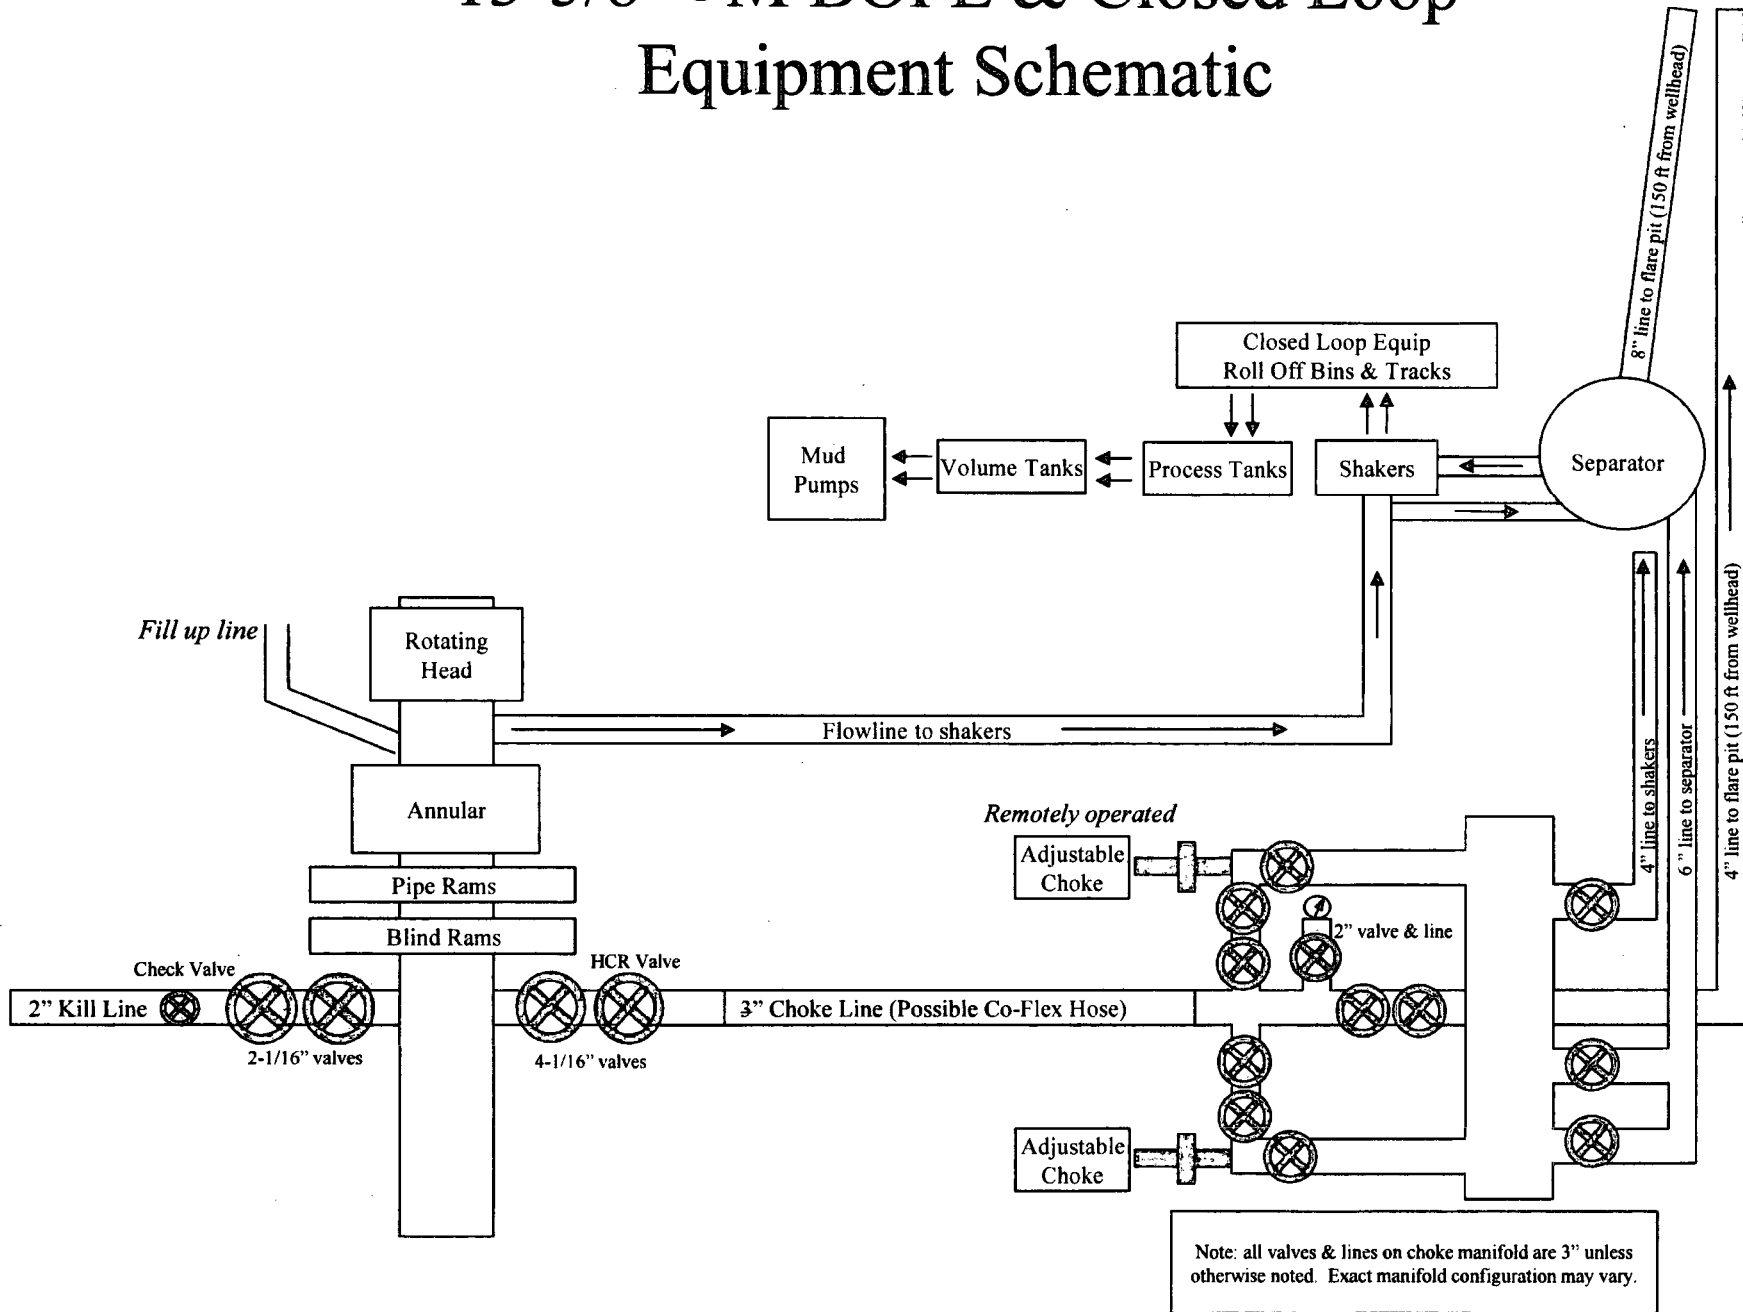 & Closed Loop
Equipment Schematic
8” line to flare pit (150 ft from wellhead)
Closed Loop Equip
Roll Off Bins & Tracks
Mud
Pumps
Volume Tanks
Process Tanks
Shakers
Separator
Fill up line
Rotating
Head
Flowline to shakers
Annular
Pipe Rams
Blind Rams
Check Valve
2” Kill Line
2-1/16” valves
HCR Valve
4-1/16” valves
3” Choke Line (Possible Co-Flex Hose)
Remotely operated
Adjustable
Choke
2” valve & line
Adjustable
Choke
4” line to shakers
6 ” line to separator
4” line to flare pit (150 ft from wellhead)
Note: all valves & lines on choke manifold are 3” unless
otherwise noted. Exact manifold configuration may vary.